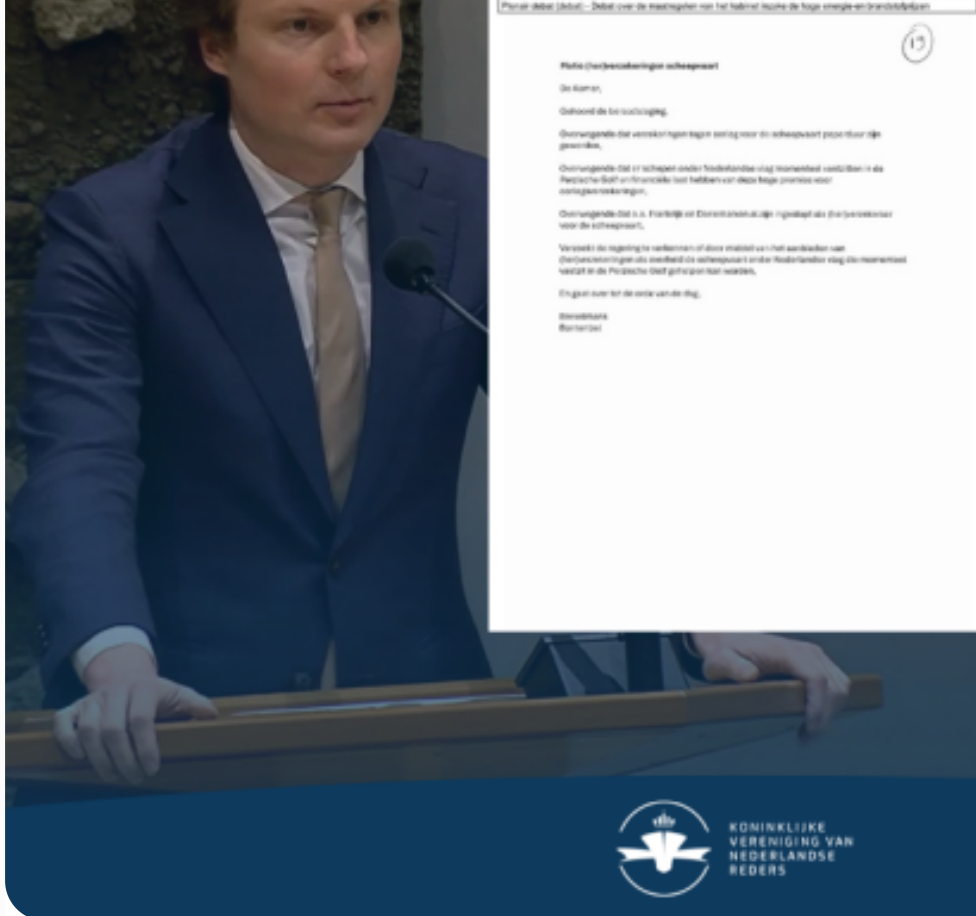 Plenair debat (debat) - Debat over de maatregelen van het kabinet inzake de hoge energie-en brandstofprijzen
19
Motie (her)verzekeringen scheepvaart
De Kamer,
Gehoord de beraadslaging,
Overwegende dat verzekeringen tegen oorlog voor de scheepvaart peperduur zijn
geworden,
Overwegende dat er schepen onder Nederlandse vlag momenteel vastzitten in de
Perzische Golf en financiële last hebben van deze hoge premies voor
oorlogsverzekeringen,
Overwegende dat o.a. Frankrijk en Denemarken al zijn ingestapt als (her)verzekeraar
voor de scheepvaart,
Verzoekt de regering te verkennen of door middel van het aanbieden van
(her)verzekeringen als overheid de scheepvaart onder Nederlandse vlag die momenteel
vastzit in de Perzische Golf geholpen kan worden,
En gaat over tot de orde van de dag,
KONINKLIJKE
VERENIGING VAN
NEDERLANDSE
REDERS